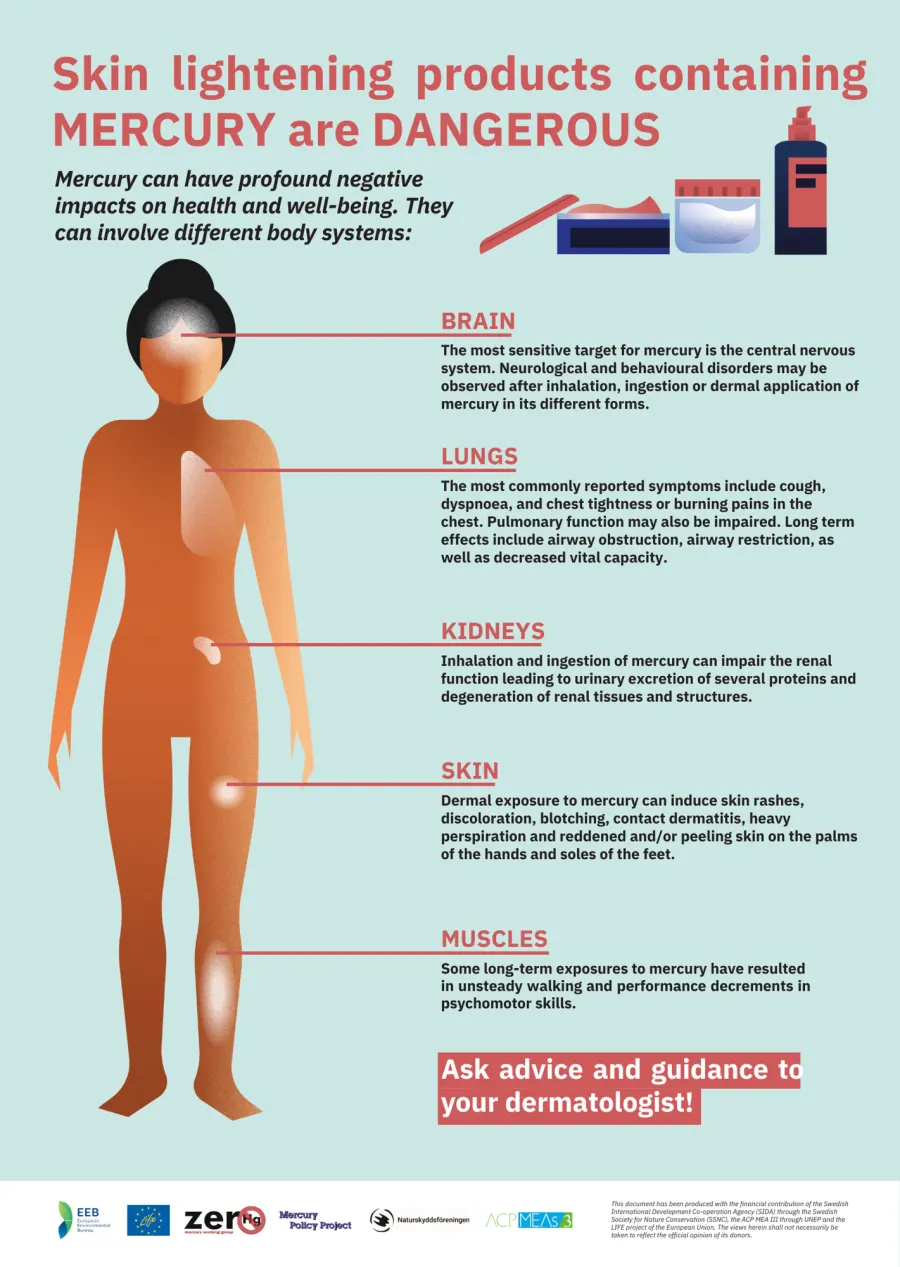 Skin lightening products containing
MERCURY are DANGEROUS
Mercury can have profound negative
impacts on health and well-being. They
can involve different body systems:
BRAIN
The most sensitive target for mercury is the central nervous
system. Neurological and behavioural disorders may be
observed after inhalation, ingestion or dermal application of
mercury in its different forms.
LUNGS
The most commonly reported symptoms include cough,
dyspnoea, and chest tightness or burning pains in the
chest. Pulmonary function may also be impaired. Long term
effects include airway obstruction, airway restriction, as
well as decreased vital capacity.
KIDNEYS
Inhalation and ingestion of mercury can impair the renal
function leading to urinary excretion of several proteins and
degeneration of renal tissues and structures.
SKIN
Dermal exposure to mercury can induce skin rashes,
discoloration, blotching, contact dermatitis, heavy
perspiration and reddened and/or peeling skin on the palms
of the hands and soles of the feet.
MUSCLES
Some long-term exposures to mercury have resulted
in unsteady walking and performance decrements in
psychomotor skills.
Ask advice and guidance to
your dermatologist!
EEB
European
Environmental
Bureau
Life
zero Hg
mercury working group
Mercury
Policy Project
Naturskyddsföreningen
ACP MEAs 3
This document has been produced with the financial contribution of the Swedish
International Development Co-operation Agency (SIDA) through the Swedish
Society for Nature Conservation (SSNC), the ACP MEA III through UNEP and the
LIFE project of the European Union. The views herein shall not necessarily be
taken to reflect the official opinion of its donors.